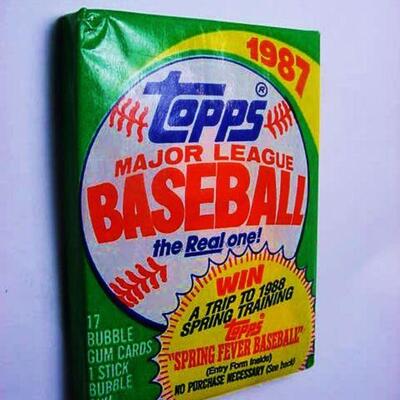 1987
topps®
MAJOR LEAGUE
BASEBALL
the Real one!
WIN
A TRIP TO 1988
SPRING TRAINING
Topps
"SPRING FEVER BASEBALL"
(Entry Form Inside)
NO PURCHASE NECESSARY (See back)
17
BUBBLE
GUM CARDS
1 STICK
BUBBLE